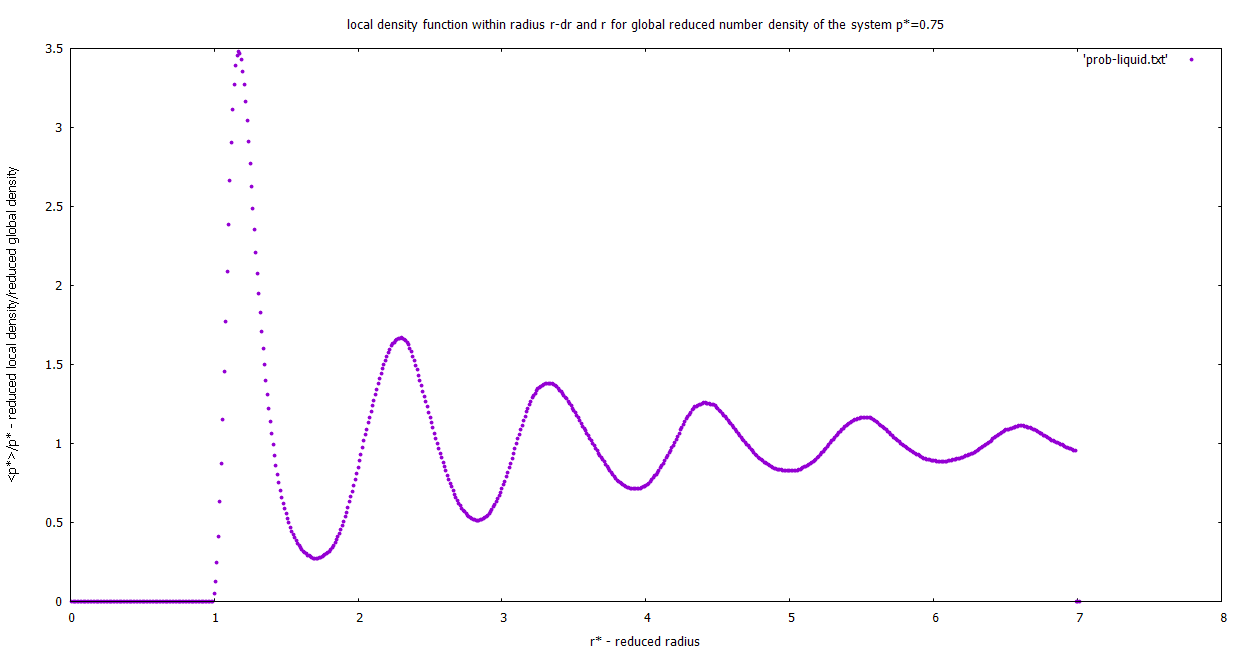 local density function within radius r-dr and r for global reduced number density of the system p*=0.75
'prob-liquid.txt'
<p*>/p* - reduced local density/reduced global density
3.5
3
2.5
2
1.5
1
0.5
0
0 1 2 3 4 5 6 7 8
r* - reduced radius